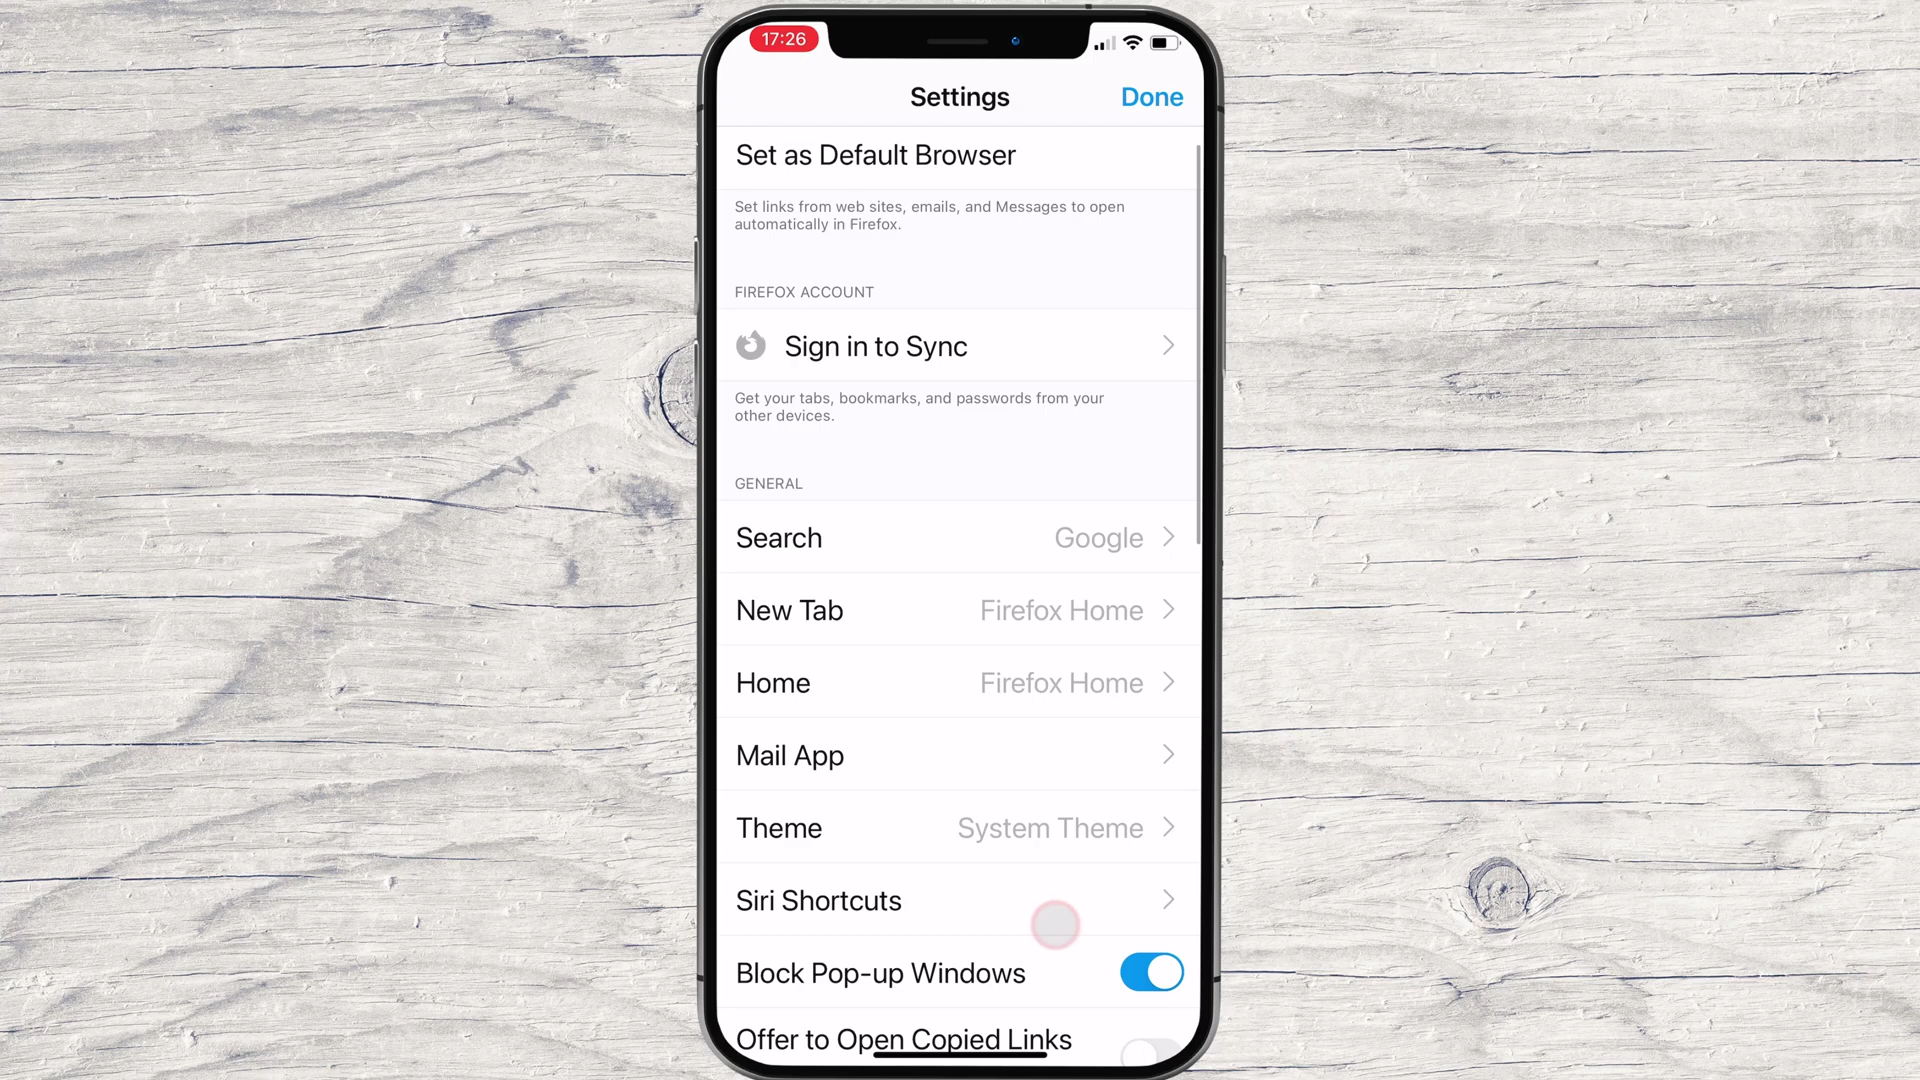 17:26
Settings
Done
Set as Default Browser
Set links from web sites, emails, and Messages to open
automatically in Firefox.
FIREFOX ACCOUNT
Sign in to Sync
Get your tabs, bookmarks, and passwords from your
other devices.
GENERAL
Search Google
New Tab Firefox Home
Home Firefox Home
Mail App
Theme System Theme
Siri Shortcuts
Block Pop-up Windows
Offer to Open Copied Links